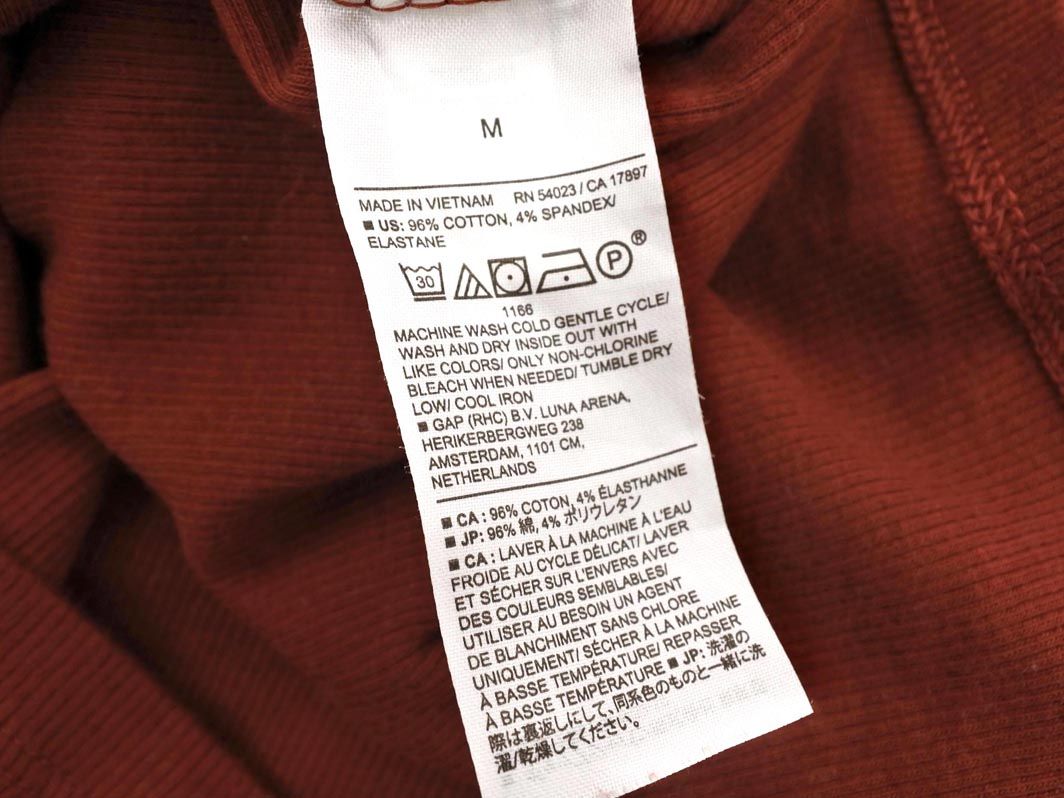 M
MADE IN VIETNAM RN 54023 / CA 17897
■ US: 96% COTTON, 4% SPANDEX/
ELASTANE
30 P®
1166
MACHINE WASH COLD GENTLE CYCLE/
WASH AND DRY INSIDE OUT WITH
LIKE COLORS/ ONLY NON-CHLORINE
BLEACH WHEN NEEDED/ TUMBLE DRY
LOW/ COOL IRON
■ GAP (RHC) B.V. LUNA ARENA,
HERIKERBERGWEG 238
AMSTERDAM, 1101 CM,
NETHERLANDS
■ CA : 96% COTON, 4% ÉLASTHANNE
■ JP: 96% 綿, 4% ポリウレタン
■ CA : LAVER À LA MACHINE À L'EAU
FROIDE AU CYCLE DÉLICAT/ LAVER
ET SÉCHER SUR L'ENVERS AVEC
DES COULEURS SEMBLABLES/
UTILISER AU BESOIN UN AGENT
DE BLANCHIMENT SANS CHLORE
UNIQUEMENT/ SÉCHER À LA MACHINE
À BASSE TEMPÉRATURE/ REPASSER
À BASSE TEMPÉRATURE ■ JP: 洗濯の
際は裏返しにして、同系色のものと一緒に洗
濯/乾燥してください。